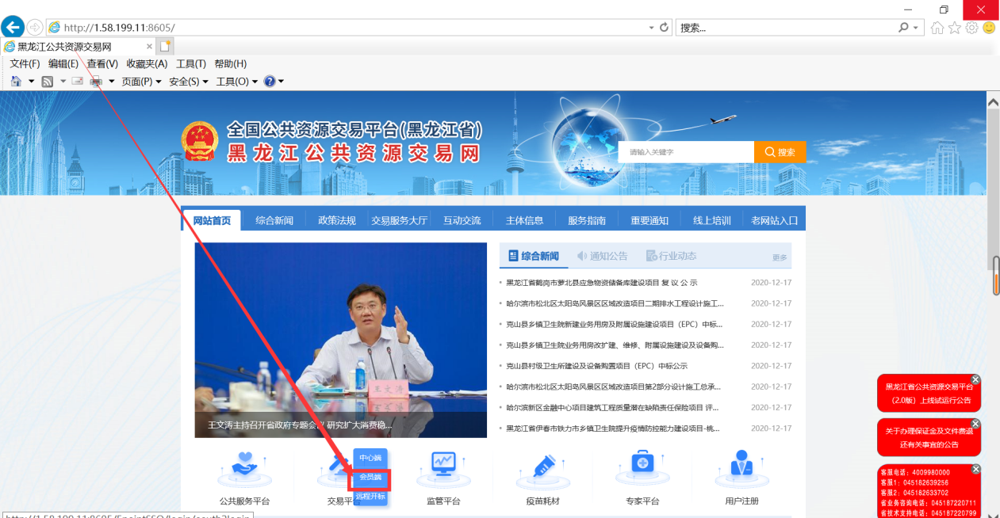 http://1.58.199.11:8605/
搜索...
黑龙江公共资源交易网
文件(F) 编辑(E) 查看(V) 收藏夹(A) 工具(T) 帮助(H)
页面(P) 安全(S) 工具(O)
全国公共资源交易平台(黑龙江省)
黑龙江公共资源交易网
请输入关键字
搜索
网站首页 综合新闻 政策法规 交易服务大厅 互动交流 主体信息 服务指南 重要通知 线上培训 老网站入口
综合新闻 通知公告 行业动态 更多
黑龙江省鹤岗市萝北县应急物资储备库建设项目 复 议 公 示 2020-12-17
哈尔滨市松北区太阳岛风景区区域改造项目二期排水工程设计施工... 2020-12-17
克山县乡镇卫生院新建业务用房及附属设施建设项目（EPC）中标... 2020-12-17
克山县乡镇卫生院业务用房改扩建、维修、附属设施建设及设备购... 2020-12-17
克山县村级卫生所建设及设备购置项目（EPC）中标公示 2020-12-17
哈尔滨市松北区太阳岛风景区区域改造项目第2部分设计施工总承... 2020-12-17
哈尔滨新区金融中心项目建筑工程质量潜在缺陷责任保险项目 评... 2020-12-17
黑龙江省伊春市铁力市乡镇卫生院提升疫情防控能力建设项目-桃... 2020-12-17
王文涛
王文涛主持召开省政府专题会议 研究扩大消费稳...
中心端
会员端
远程开标
公共服务平台 交易平台 监管平台 疫苗耗材 专家平台 用户注册
黑龙江省公共资源交易平台
（2.0版）上线试运行公告
关于办理保证金及文件费退
还有关事宜的公告
客服电话：4009980000
客服1：045182639256
客服2：045182633702
省业务咨询电话：045187220711
省技术支持电话：045187220799